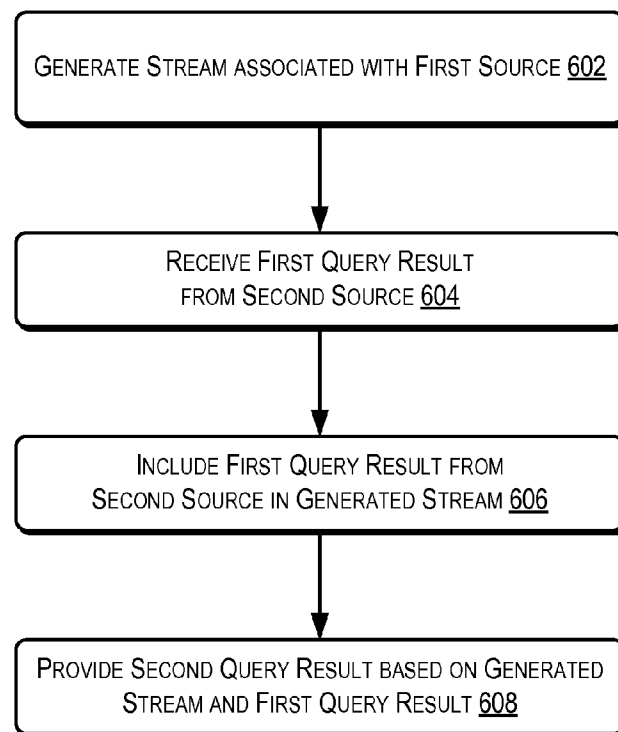 GENERATE STREAM ASSOCIATED WITH FIRST SOURCE 602
RECEIVE FIRST QUERY RESULT
FROM SECOND SOURCE 604
INCLUDE FIRST QUERY RESULT FROM
SECOND SOURCE IN GENERATED STREAM 606
PROVIDE SECOND QUERY RESULT BASED ON GENERATED
STREAM AND FIRST QUERY RESULT 608